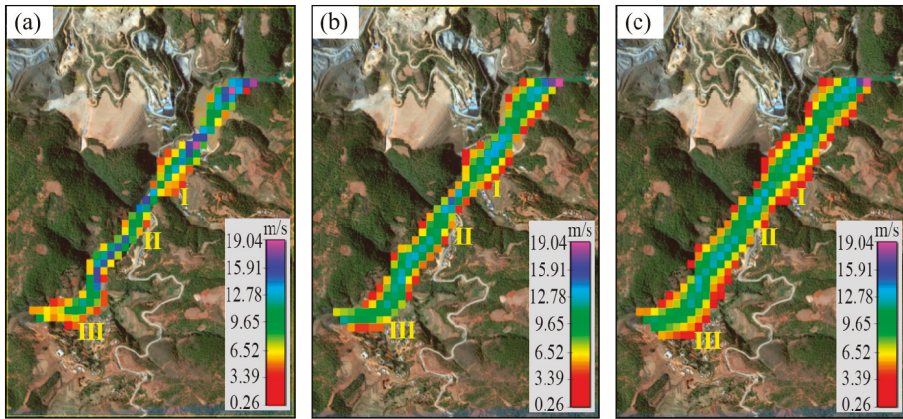 (a)
I
II
III
m/s
19.04
15.91
12.78
9.65
6.52
3.39
0.26
(b)
I
II
III
m/s
19.04
15.91
12.78
9.65
6.52
3.39
0.26
(c)
I
II
III
m/s
19.04
15.91
12.78
9.65
6.52
3.39
0.26